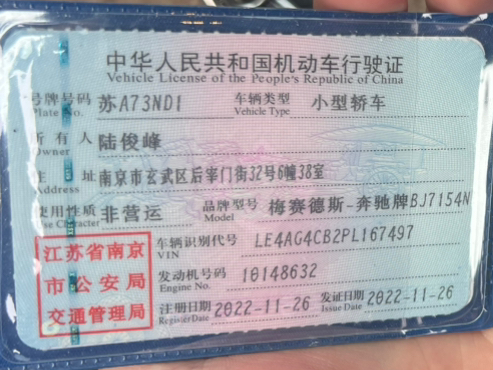 中华人民共和国机动车行驶证
Vehicle License of the People's Republic of China
号牌号码 苏A73ND1 车辆类型 小型轿车
Plate No. Vehicle Type
所有人 陆俊峰
Owner
住址 南京市玄武区后宰门街32号6幢38室
Address
使用性质 非营运 品牌型号 梅赛德斯-奔驰牌BJ7154N
Use Character Model
江苏省南京 车辆识别代号 LE4AG4CB2PL167497
市公安局 VIN
交通管理局 发动机号码 10148632
Engine No.
注册日期 2022-11-26 发证日期 2022-11-26
Register Date Issue Date